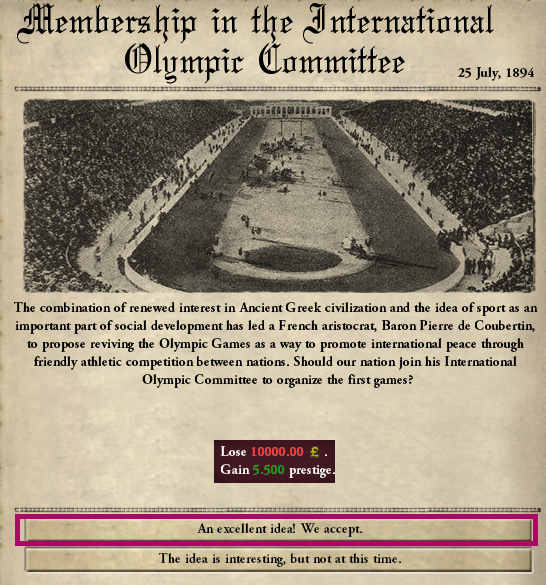 Membership in the International
Olympic Committee
25 July, 1894
The combination of renewed interest in Ancient Greek civilization and the idea of sport as an
important part of social development has led a French aristocrat, Baron Pierre de Coubertin,
to propose reviving the Olympic Games as a way to promote international peace through
friendly athletic competition between nations. Should our nation join his International
Olympic Committee to organize the first games?
Lose 10000.00 £ .
Gain 5.500 prestige.
An excellent idea! We accept.
The idea is interesting, but not at this time.